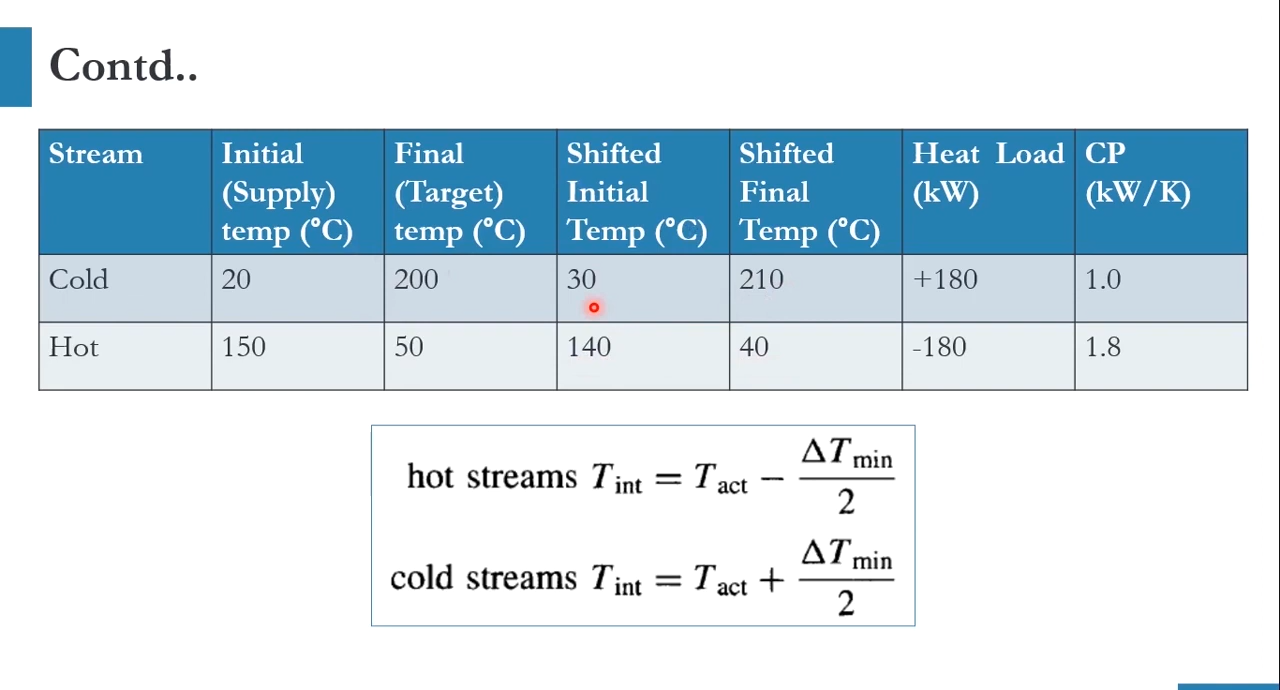 Contd..
Stream Initial (Supply) temp (°C) Final (Target) temp (°C) Shifted Initial Temp (°C) Shifted Final Temp (°C) Heat Load (kW) CP (kW/K)
Cold 20 200 30 210 +180 1.0
Hot 150 50 140 40 -180 1.8
hot streams T_int = T_act − ΔT_min / 2
cold streams T_int = T_act + ΔT_min / 2